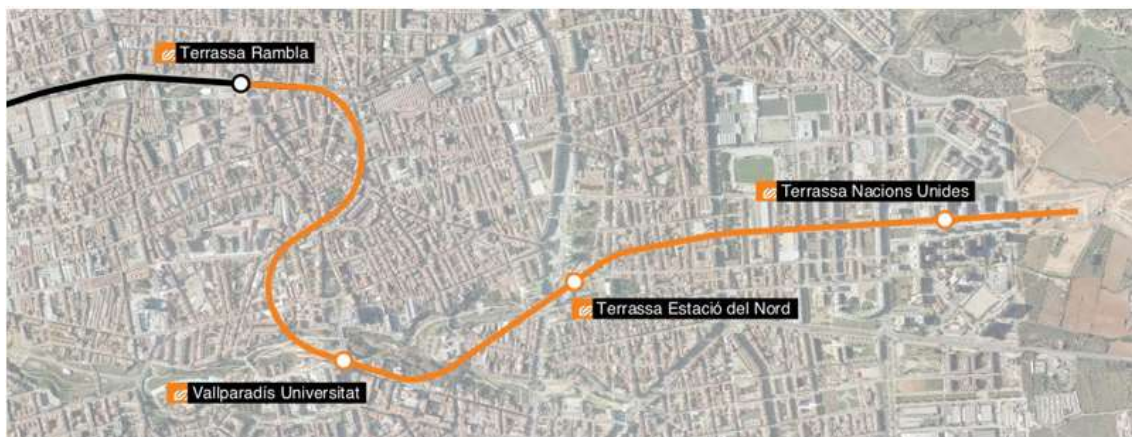 Terrassa Rambla
Terrassa Nacions Unides
Terrassa Estació del Nord
Vallparadís Universitat